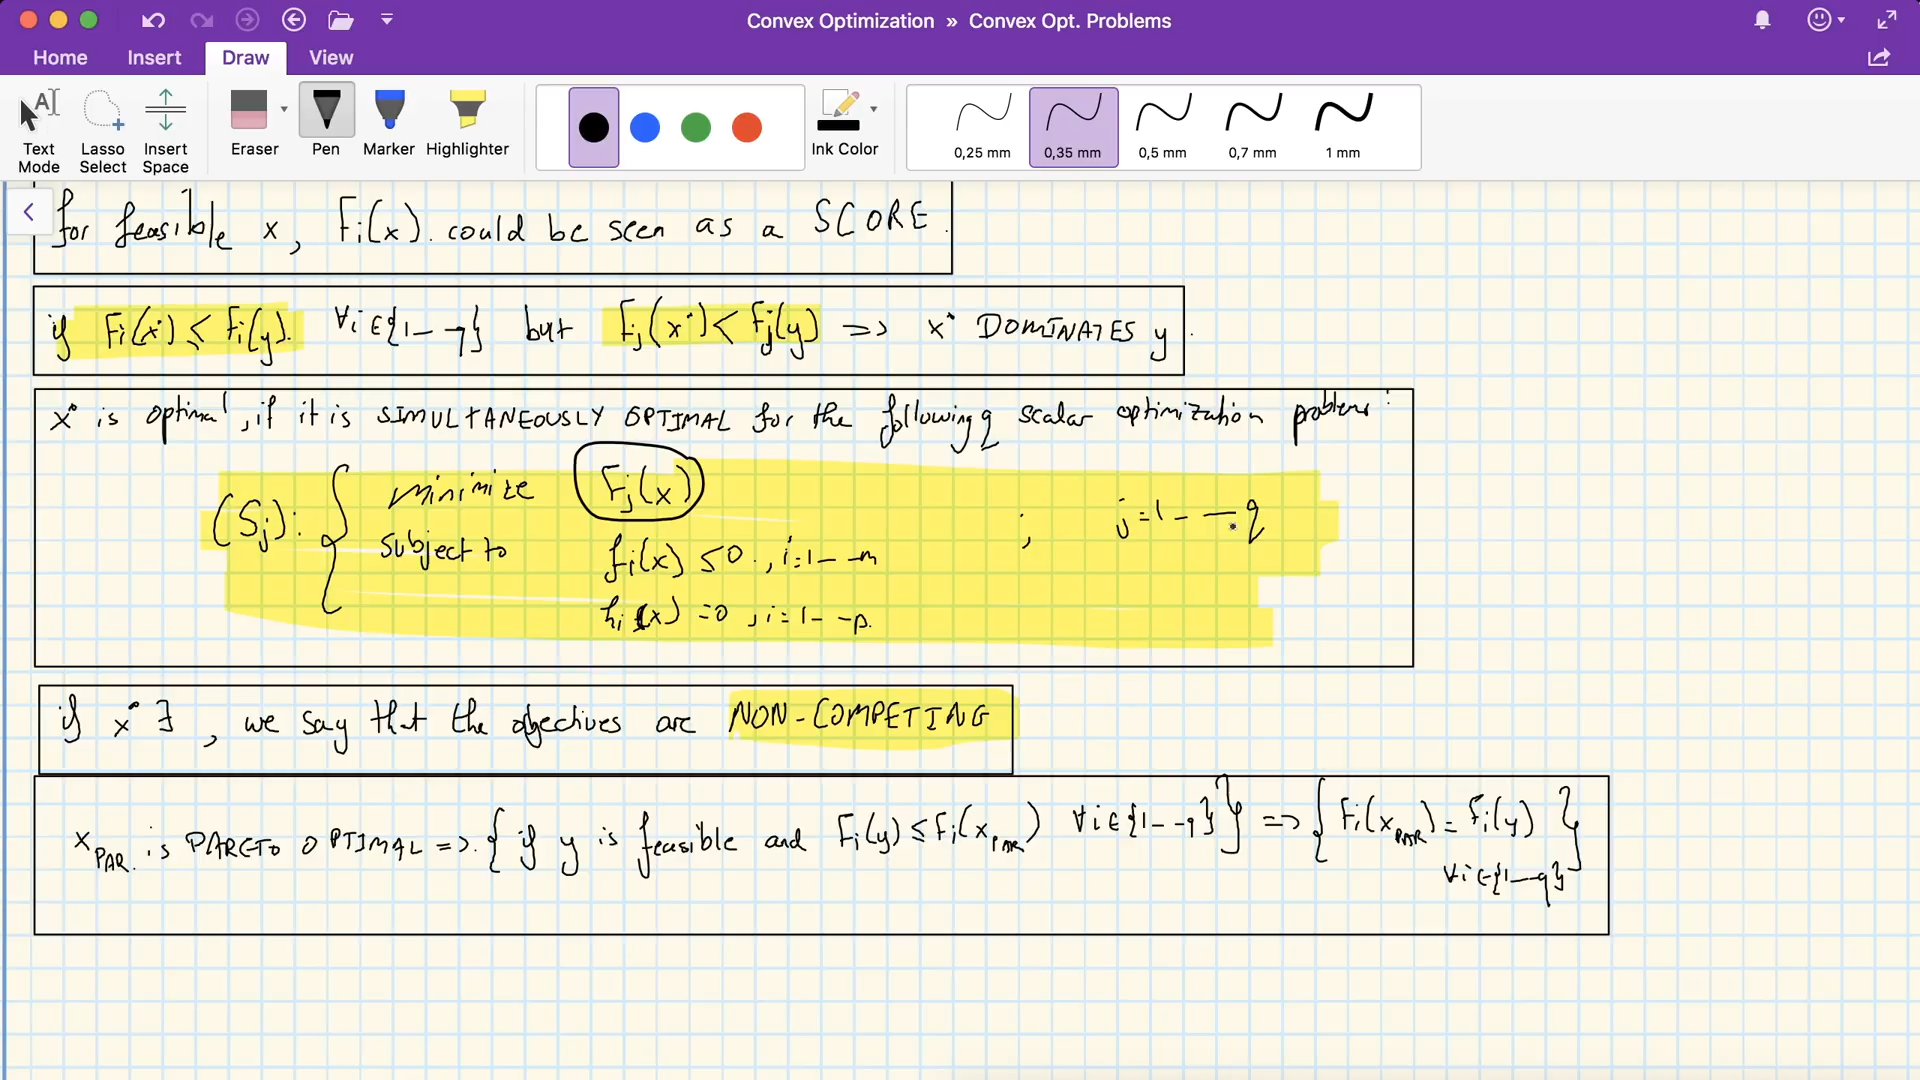 Convex Optimization » Convex Opt. Problems
Home Insert Draw View
Text Mode Lasso Select Insert Space Eraser Pen Marker Highlighter Ink Color 0,25 mm 0,35 mm 0,5 mm 0,7 mm 1 mm
for feasible x, Fi(x). could be seen as a SCORE.
if Fi(x*) ≤ Fi(y). ∀i∈{1--q} but Fj(x*) < Fj(y) => x* DOMINATES y.
x* is optimal, if it is SIMULTANEOUSLY OPTIMAL for the following q scalar optimization problems:
(Sj): { minimize Fj(x) ; j=1--q
subject to fi(x) ≤0., i=1--m
hi(x) =0, i=1--p.
if x* ∃, we say that the objectives are NON-COMPETING
xPAR. is PARETO OPTIMAL =>. {if y is feasible and Fi(y) ≤ Fi(xPAR) ∀i∈{1--q}} => {Fi(xPAR) = Fi(y) }
∀i∈{1--q}